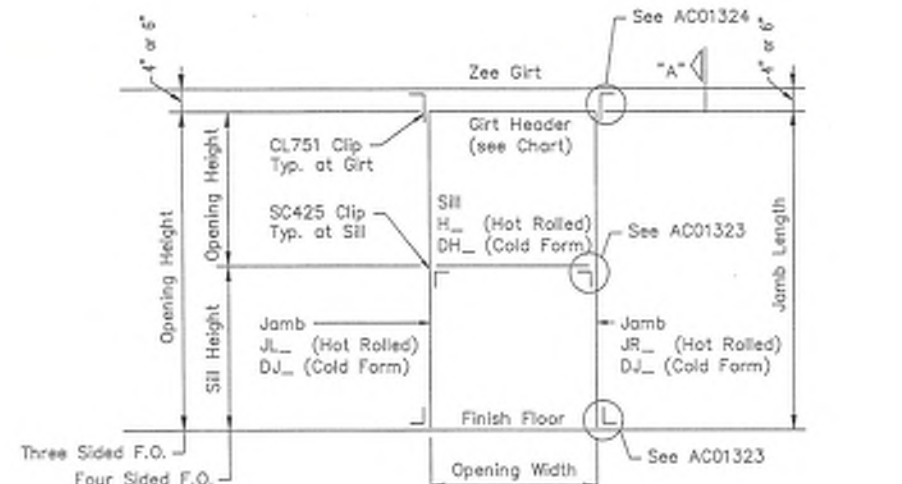 See AC01324
4" or 6"
4" or 6"
Zee Girt
"A"
Girt Header
(see Chart)
CL751 Clip
Typ. at Girt
Opening Height
Opening Height
Sill
H_ (Hot Rolled)
DH_ (Cold Form)
SC425 Clip
Typ. at Sill
See AC01323
Jamb Length
Sill Height
Jamb
JL_ (Hot Rolled)
DJ_ (Cold Form)
Jamb
JR_ (Hot Rolled)
DJ_ (Cold Form)
Finish Floor
Three Sided F.O.
See AC01323
Opening Width
Four Sided F.O.